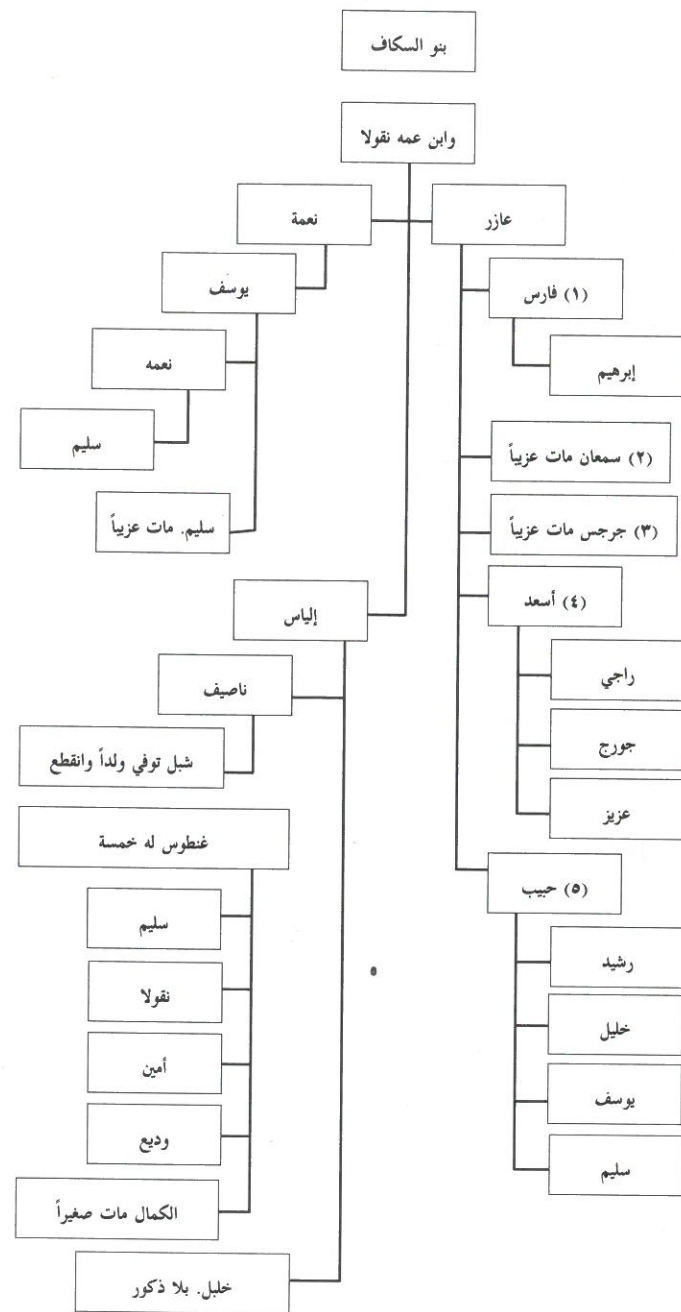 بنو السكاف
وابن عمه نقولا
عازر
(١) فارس
إبرهيم
(٢) سمعان مات عزيباً
(٣) جرجس مات عزيباً
(٤) أسعد
راجي
جورج
عزيز
(٥) حبيب
رشيد
خليل
يوسف
سليم
نعمة
يوسف
نعمه
سليم
سليم. مات عزيباً
إلياس
ناصيف
شبل توفي ولداً وانقطع
غنطوس له خمسة
سليم
نقولا
أمين
وديع
الكمال مات صغيراً
خليل. بلا ذكور